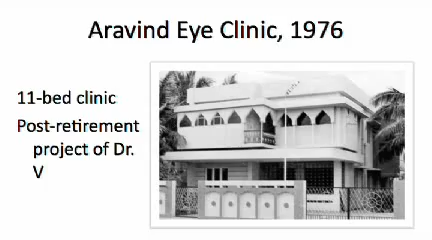 Aravind Eye Clinic, 1976
11-bed clinic
Post-retirement
project of Dr.
V